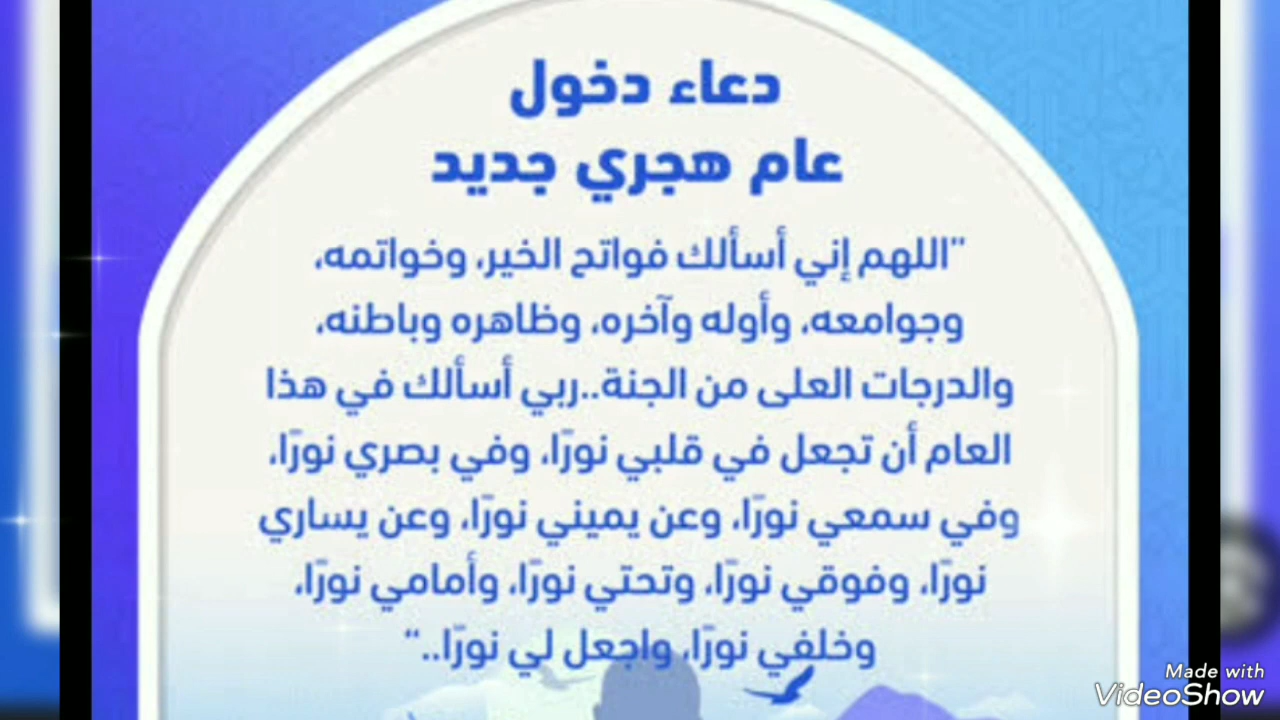 دعاء دخول
عام هجري جديد
”اللهم إني أسألك فواتح الخير، وخواتمه،
وجوامعه، وأوله وآخره، وظاهره وباطنه،
والدرجات العلى من الجنة..ربي أسألك في هذا
العام أن تجعل في قلبي نورًا، وفي بصري نورًا،
وفي سمعي نورًا، وعن يميني نورًا، وعن يساري
نورًا، وفوقي نورًا، وتحتي نورًا، وأمامي نورًا،
وخلفي نورًا، واجعل لي نورًا..“
Made with
VideoShow